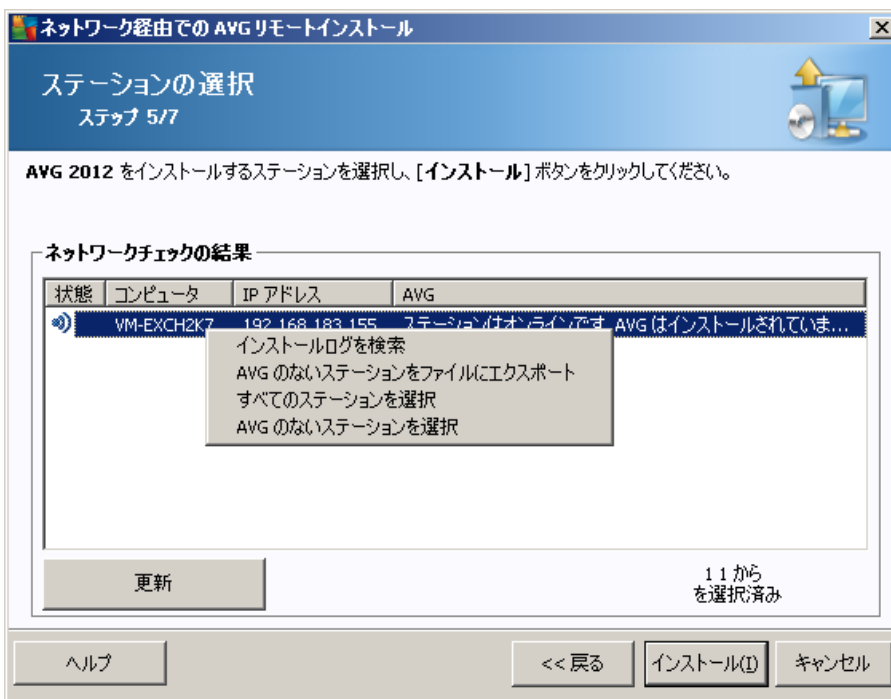 ネットワーク経由での AVG リモートインストール
ステーションの選択
ステップ 5/7
AVG 2012 をインストールするステーションを選択し、[インストール] ボタンをクリックしてください。
ネットワークチェックの結果
状態 コンピュータ IP アドレス AVG
VM-EXCH2K7 192.168.183.155 ステーションはオンラインです. AVG はインストールされていま...
インストールログを検索
AVG のないステーションをファイルにエクスポート
すべてのステーションを選択
AVG のないステーションを選択
更新
1 1 から
を選択済み
ヘルプ
<< 戻る
インストール(I)
キャンセル